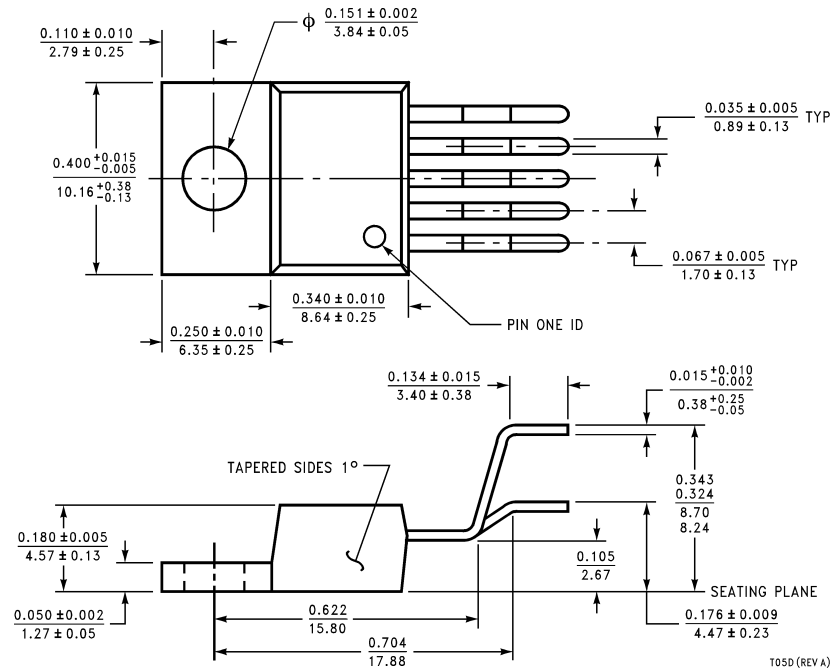 ϕ 0.151 ± 0.002
3.84 ± 0.05
0.110 ± 0.010
2.79 ± 0.25
0.035 ± 0.005
0.89 ± 0.13
TYP
0.400 +0.015
-0.005
10.16 +0.38
-0.13
0.067 ± 0.005
1.70 ± 0.13
TYP
0.340 ± 0.010
8.64 ± 0.25
PIN ONE ID
0.250 ± 0.010
6.35 ± 0.25
0.134 ± 0.015
3.40 ± 0.38
0.015 +0.010
-0.002
0.38 +0.25
-0.05
TAPERED SIDES 1°
0.343
0.324
8.70
8.24
0.180 ± 0.005
4.57 ± 0.13
0.105
2.67
SEATING PLANE
0.050 ± 0.002
1.27 ± 0.05
0.622
15.80
0.176 ± 0.009
4.47 ± 0.23
0.704
17.88
T05D (REV A)